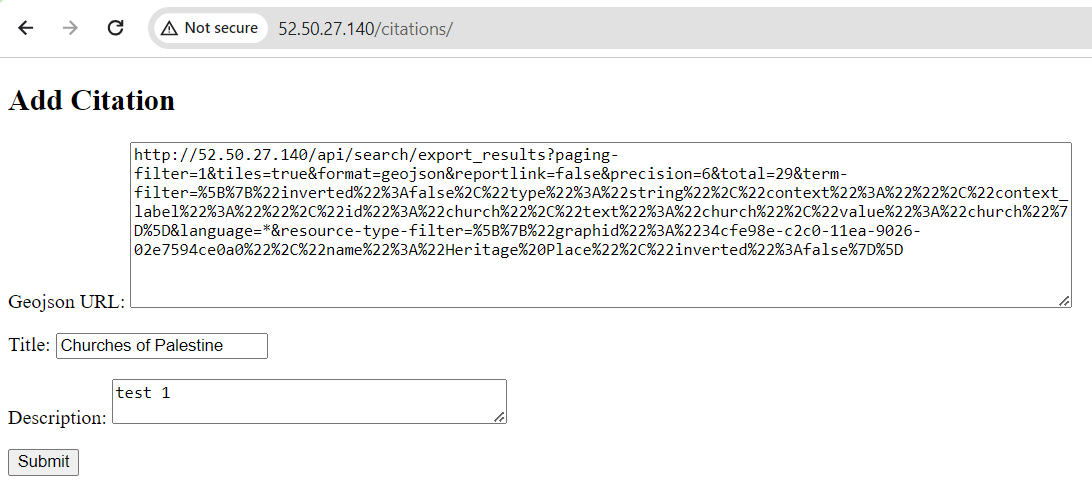 Not secure 52.50.27.140/citations/
Add Citation
http://52.50.27.140/api/search/export_results?paging-
filter=1&tiles=true&format=geojson&reportlink=false&precision=6&total=29&term-
filter=%5B%7B%22inverted%22%3Afalse%2C%22type%22%3A%22string%22%2C%22context%22%3A%22%22%2C%22context_
label%22%3A%22%22%2C%22id%22%3A%22church%22%2C%22text%22%3A%22church%22%2C%22value%22%3A%22church%22%7
D%5D&language=*&resource-type-filter=%5B%7B%22graphid%22%3A%2234cfe98e-c2c0-11ea-9026-
02e7594ce0a0%22%2C%22name%22%3A%22Heritage%20Place%22%2C%22inverted%22%3Afalse%7D%5D
Geojson URL:
Title: Churches of Palestine
test 1
Description:
Submit